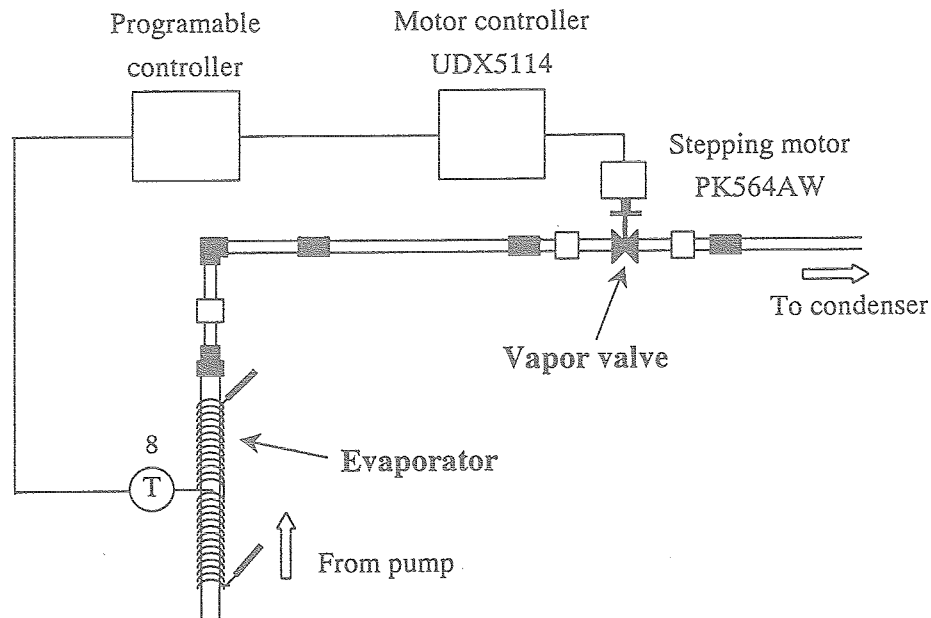 Programable
controller
Motor controller
UDX5114
Stepping motor
PK564AW
To condenser
Vapor valve
8
T
Evaporator
From pump